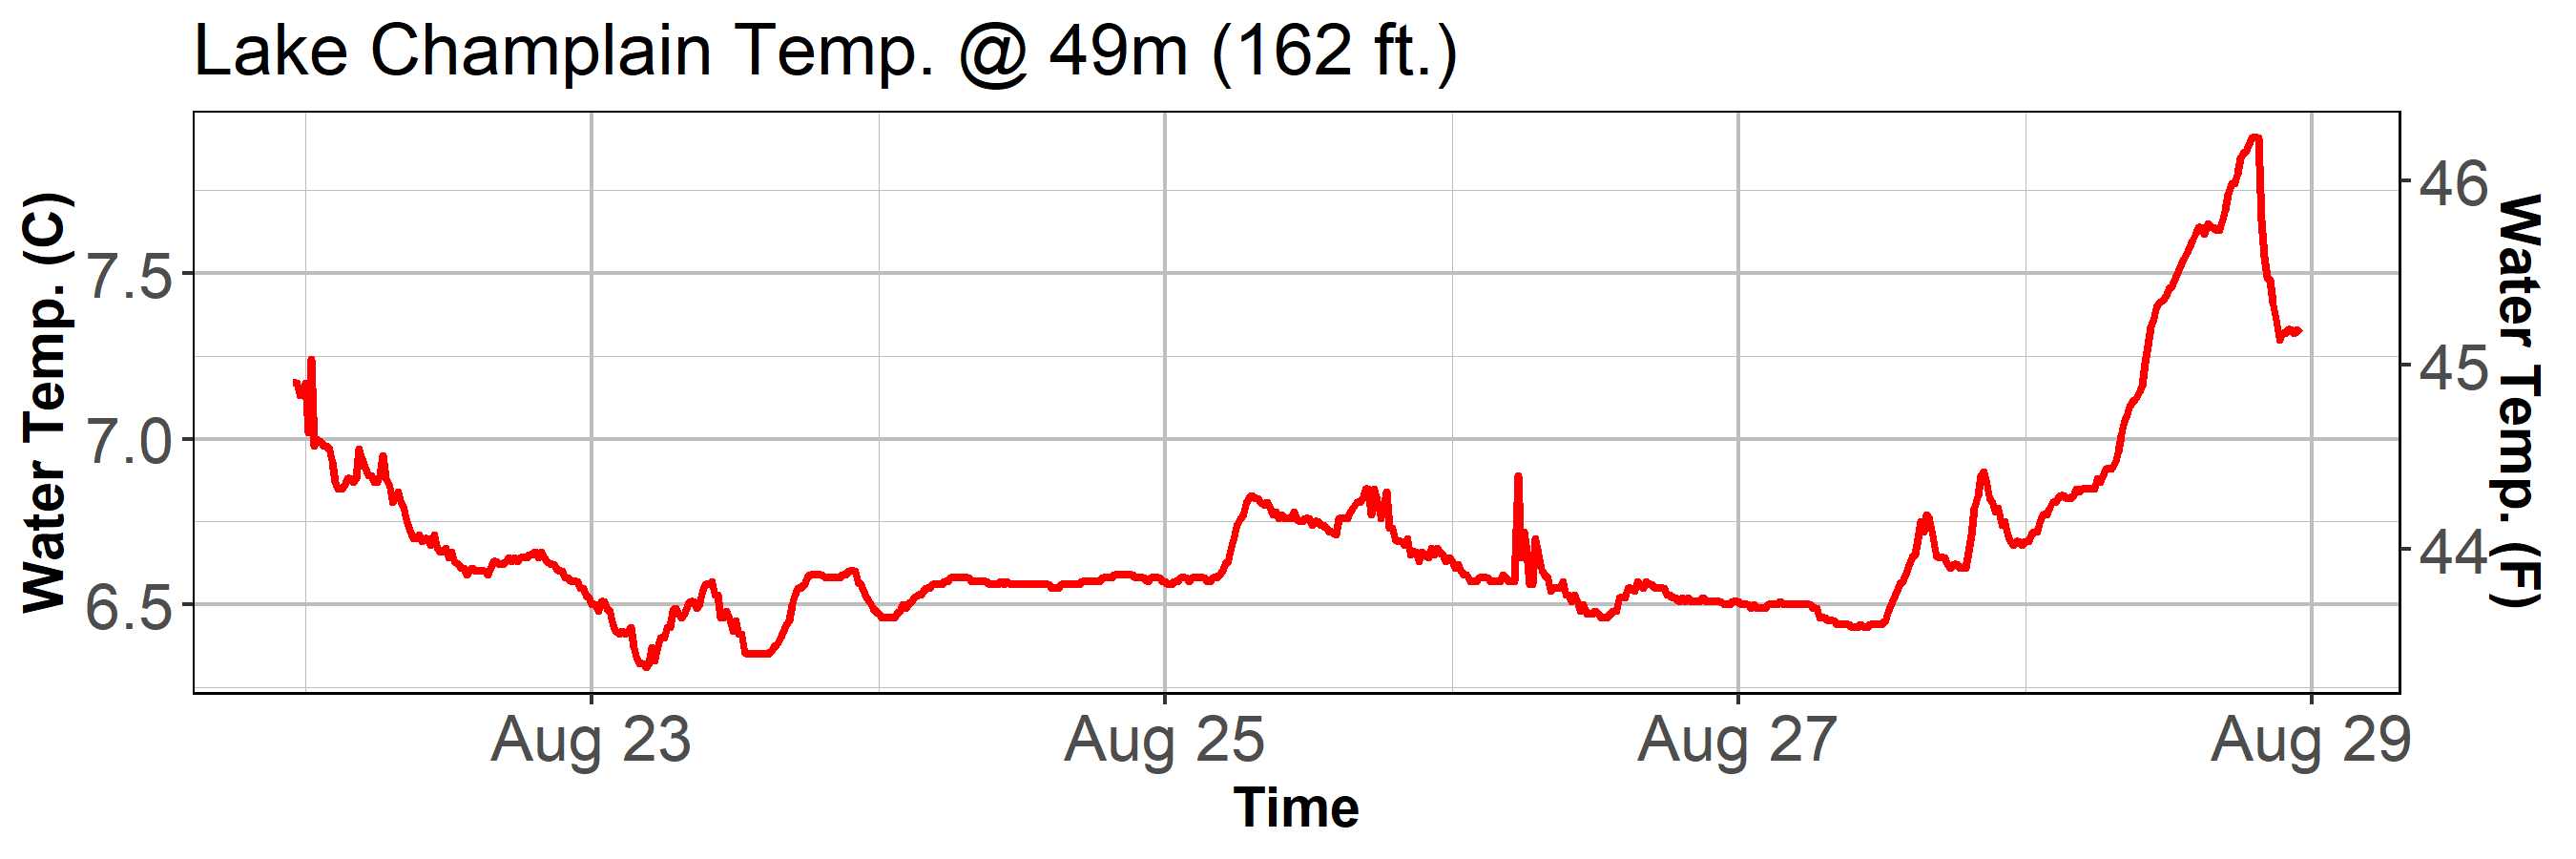 Lake Champlain Temp. @ 49m (162 ft.)
Water Temp. (C)
7.5
7.0
6.5
46
45
44
Water Temp. (F)
Aug 23 Aug 25 Aug 27 Aug 29
Time